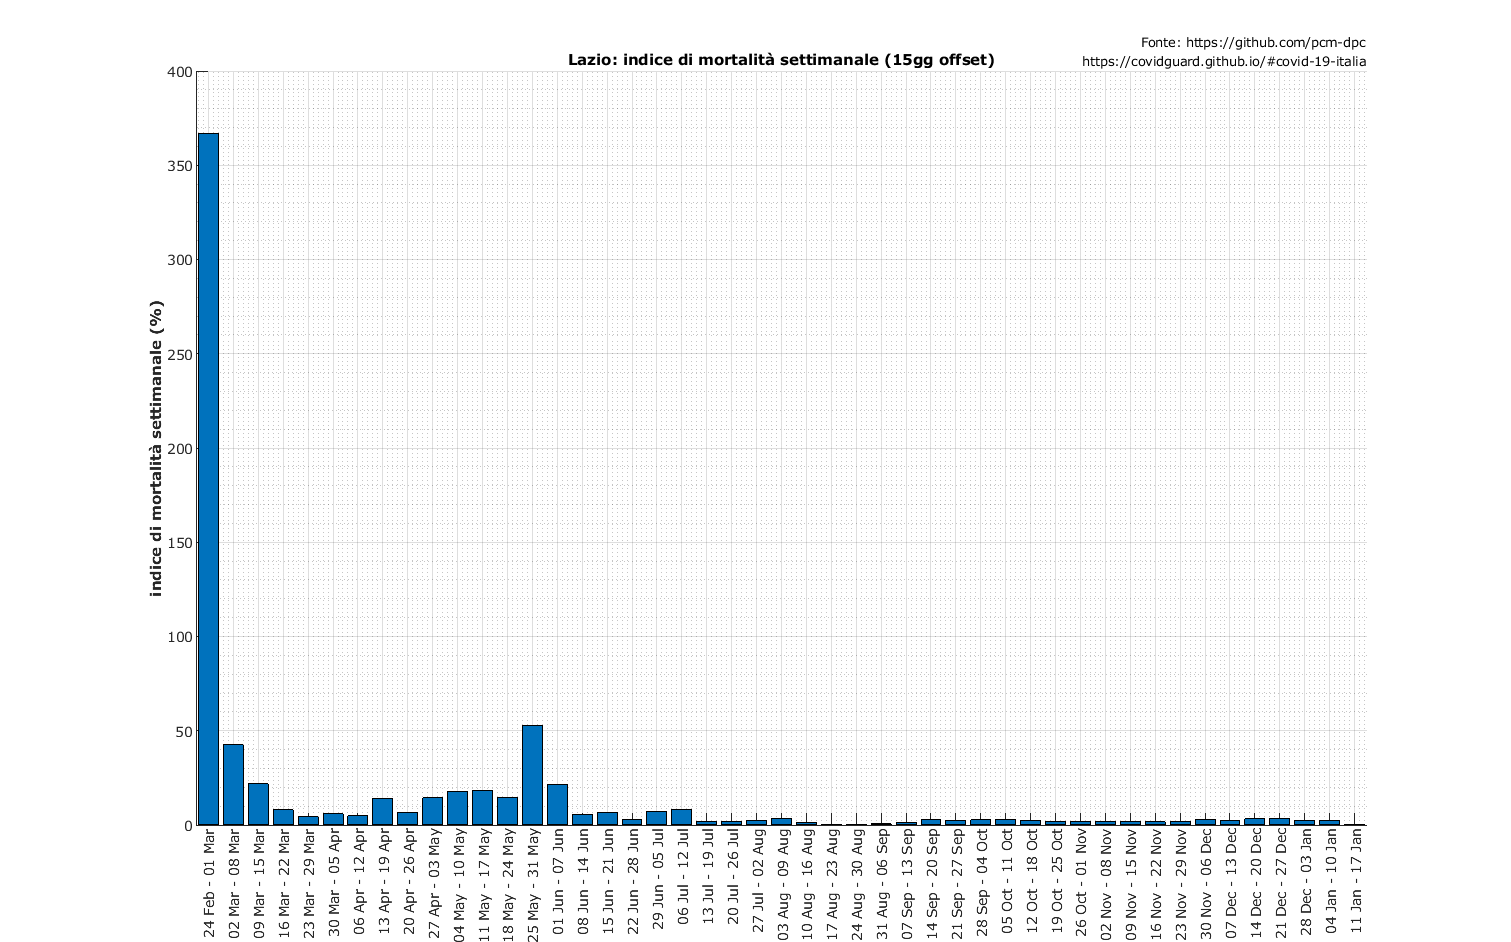 Fonte: https://github.com/pcm-dpc
https://covidguard.github.io/#covid-19-italia
Lazio: indice di mortalità settimanale (15gg offset)
indice di mortalità settimanale (%)
400
350
300
250
200
150
100
50
0
24 Feb - 01 Mar
02 Mar - 08 Mar
09 Mar - 15 Mar
16 Mar - 22 Mar
23 Mar - 29 Mar
30 Mar - 05 Apr
06 Apr - 12 Apr
13 Apr - 19 Apr
20 Apr - 26 Apr
27 Apr - 03 May
04 May - 10 May
11 May - 17 May
18 May - 24 May
25 May - 31 May
01 Jun - 07 Jun
08 Jun - 14 Jun
15 Jun - 21 Jun
22 Jun - 28 Jun
29 Jun - 05 Jul
06 Jul - 12 Jul
13 Jul - 19 Jul
20 Jul - 26 Jul
27 Jul - 02 Aug
03 Aug - 09 Aug
10 Aug - 16 Aug
17 Aug - 23 Aug
24 Aug - 30 Aug
31 Aug - 06 Sep
07 Sep - 13 Sep
14 Sep - 20 Sep
21 Sep - 27 Sep
28 Sep - 04 Oct
05 Oct - 11 Oct
12 Oct - 18 Oct
19 Oct - 25 Oct
26 Oct - 01 Nov
02 Nov - 08 Nov
09 Nov - 15 Nov
16 Nov - 22 Nov
23 Nov - 29 Nov
30 Nov - 06 Dec
07 Dec - 13 Dec
14 Dec - 20 Dec
21 Dec - 27 Dec
28 Dec - 03 Jan
04 Jan - 10 Jan
11 Jan - 17 Jan